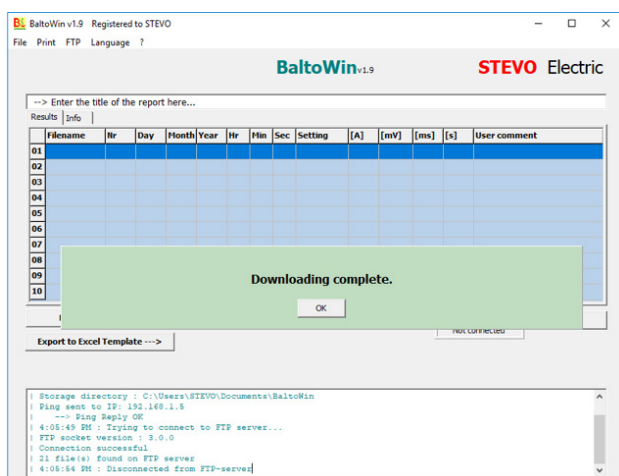 BaltoWin v1.9 Registered to STEVO
File Print FTP Language ?
BaltoWin v1.9 STEVO Electric
--> Enter the title of the report here...
Results Info
Filename Nr Day Month Year Hr Min Sec Setting [A] [mV] [ms] [s] User comment
01
02
03
04
05
06
07
08
09
10
Downloading complete.
OK
Not connected
Export to Excel Template --->
| Storage directory : C:\Users\STEVO\Documents\BaltoWin
| Ping sent to IP: 192.168.1.5
| --> Ping Reply OK
| 4:05:49 PM : Trying to connect to FTP server...
| FTP socket version : 3.0.0
| Connection successful
| 21 file(s) found on FTP server
| 4:05:54 PM : Disconnected from FTP-server